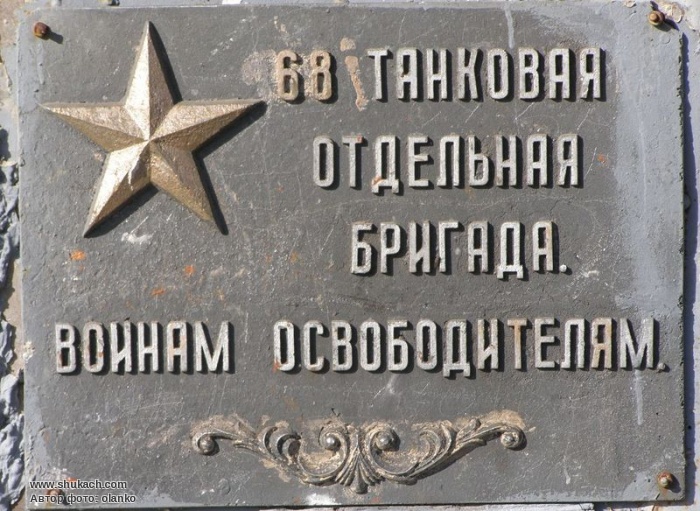 68 ТАНКОВАЯ
ОТДЕЛЬНАЯ
БРИГАДА.
ВОИНАМ ОСВОБОДИТЕЛЯМ.
www.shukach.com
Автор фото: olanko